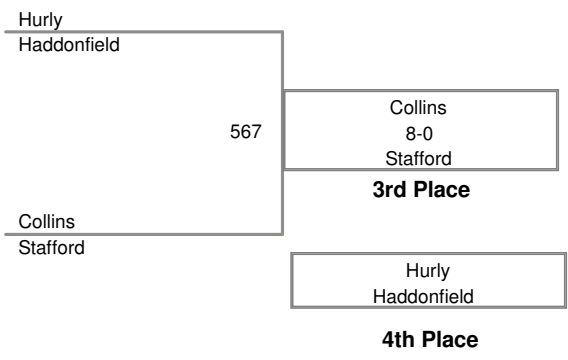 Hurly
Haddonfield
567
Collins
8-0
Stafford
3rd Place
Collins
Stafford
Hurly
Haddonfield
4th Place